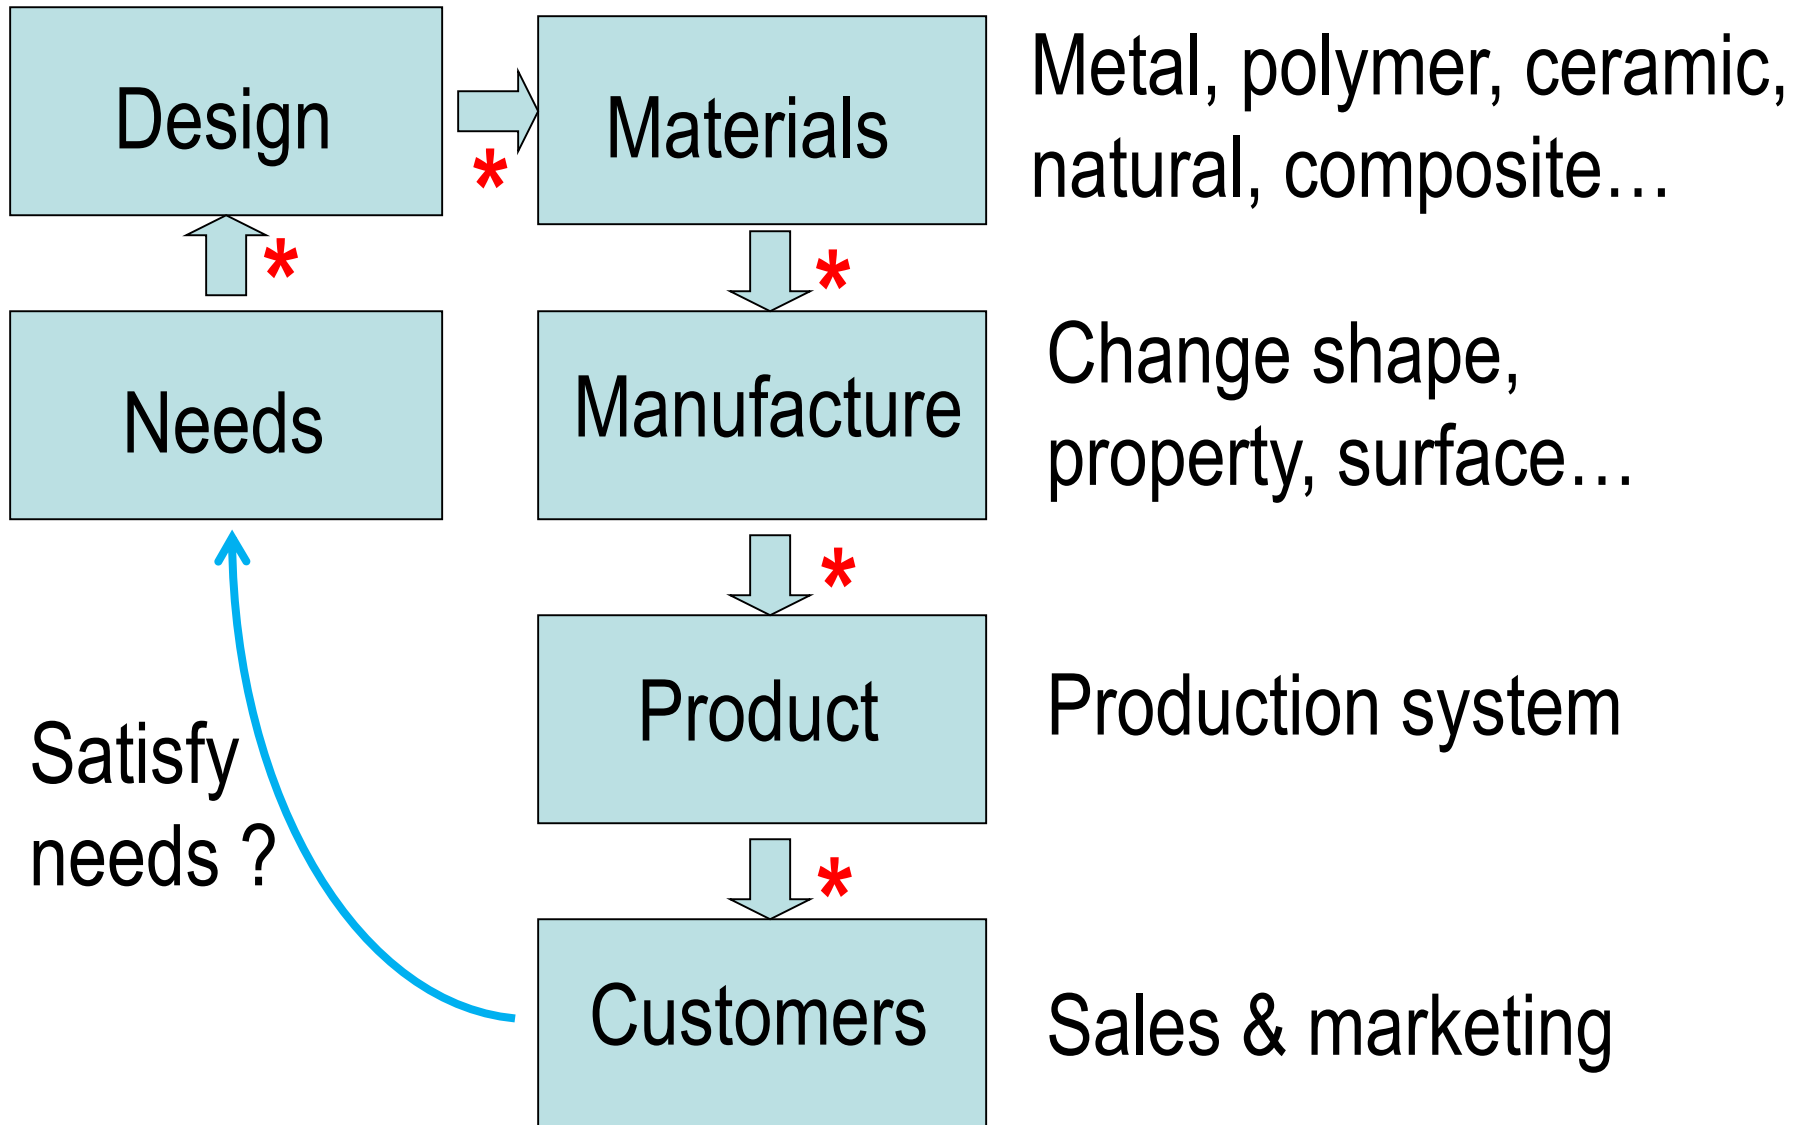 Design
*
Materials
Metal, polymer, ceramic,
natural, composite…
*
*
Needs
Manufacture
Change shape,
property, surface…
*
Product
Production system
Satisfy
needs ?
*
Customers
Sales & marketing